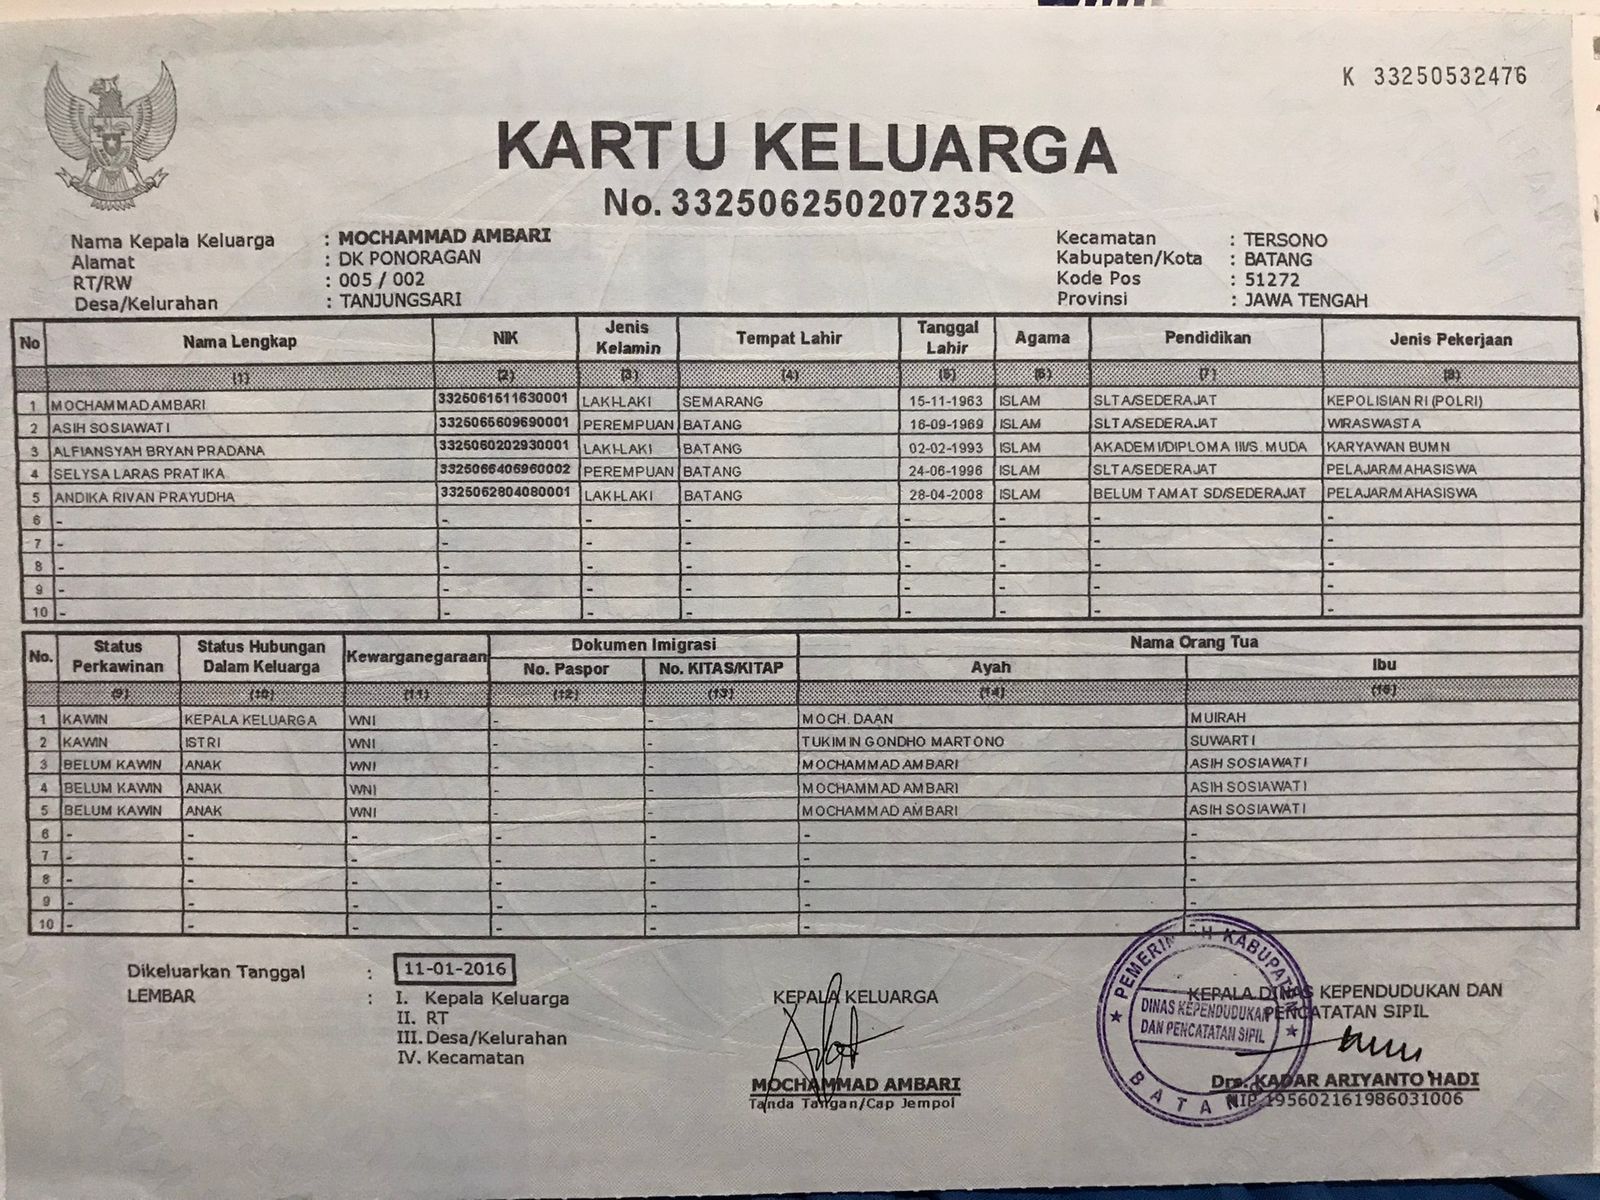 K 33250532476
KARTU KELUARGA
No. 3325062502072352
Nama Kepala Keluarga : MOCHAMMAD AMBARI
Alamat : DK PONORAGAN
RT/RW : 005 / 002
Desa/Kelurahan : TANJUNGSARI
Kecamatan : TERSONO
Kabupaten/Kota : BATANG
Kode Pos : 51272
Provinsi : JAWA TENGAH
No Nama Lengkap NIK Jenis Kelamin Tempat Lahir Tanggal Lahir Agama Pendidikan Jenis Pekerjaan
(1) (2) (3) (4) (5) (6) (7) (8)
1 MOCHAMMAD AMBARI 3325061511630001 LAKI-LAKI SEMARANG 15-11-1963 ISLAM SLTA/SEDERAJAT KEPOLISIAN RI (POLRI)
2 ASIH SOSIAWATI 3325065609690001 PEREMPUAN BATANG 16-09-1969 ISLAM SLTA/SEDERAJAT WIRASWASTA
3 ALFIANSYAH BRYAN PRADANA 3325060202930001 LAKI-LAKI BATANG 02-02-1993 ISLAM AKADEMI/DIPLOMA III/S. MUDA KARYAWAN BUMN
4 SELYSA LARAS PRATIKA 3325066406960002 PEREMPUAN BATANG 24-06-1996 ISLAM SLTA/SEDERAJAT PELAJAR/MAHASISWA
5 ANDIKA RIVAN PRAYUDHA 3325062804080001 LAKI-LAKI BATANG 28-04-2008 ISLAM BELUM TAMAT SD/SEDERAJAT PELAJAR/MAHASISWA
6 - - - - - - - -
7 - - - - - - - -
8 - - - - - - - -
9 - - - - - - - -
10 - - - - - - - -
No. Status Perkawinan Status Hubungan Dalam Keluarga Kewarganegaraan Dokumen Imigrasi Nama Orang Tua
No. Paspor No. KITAS/KITAP Ayah Ibu
(9) (10) (11) (12) (13) (14) (15)
1 KAWIN KEPALA KELUARGA WNI - - MOCH. DAAN MUIRAH
2 KAWIN ISTRI WNI - - TUKIMIN GONDHO MARTONO SUWARTI
3 BELUM KAWIN ANAK WNI - - MOCHAMMAD AMBARI ASIH SOSIAWATI
4 BELUM KAWIN ANAK WNI - - MOCHAMMAD AMBARI ASIH SOSIAWATI
5 BELUM KAWIN ANAK WNI - - MOCHAMMAD AMBARI ASIH SOSIAWATI
6 - - - - - - -
7 - - - - - - -
8 - - - - - - -
9 - - - - - - -
10 - - - - - - -
Dikeluarkan Tanggal : 11-01-2016
LEMBAR : I. Kepala Keluarga
II. RT
III. Desa/Kelurahan
IV. Kecamatan
KEPALA KELUARGA
MOCHAMMAD AMBARI
Tanda Tangan/Cap Jempol
KEPALA DINAS KEPENDUDUKAN DAN
PENCATATAN SIPIL
Drs. KADAR ARIYANTO HADI
NIP.195602161986031006
PEMERINTAH KABUPATEN
DINAS KEPENDUDUKAN
DAN PENCATATAN SIPIL
BATANG